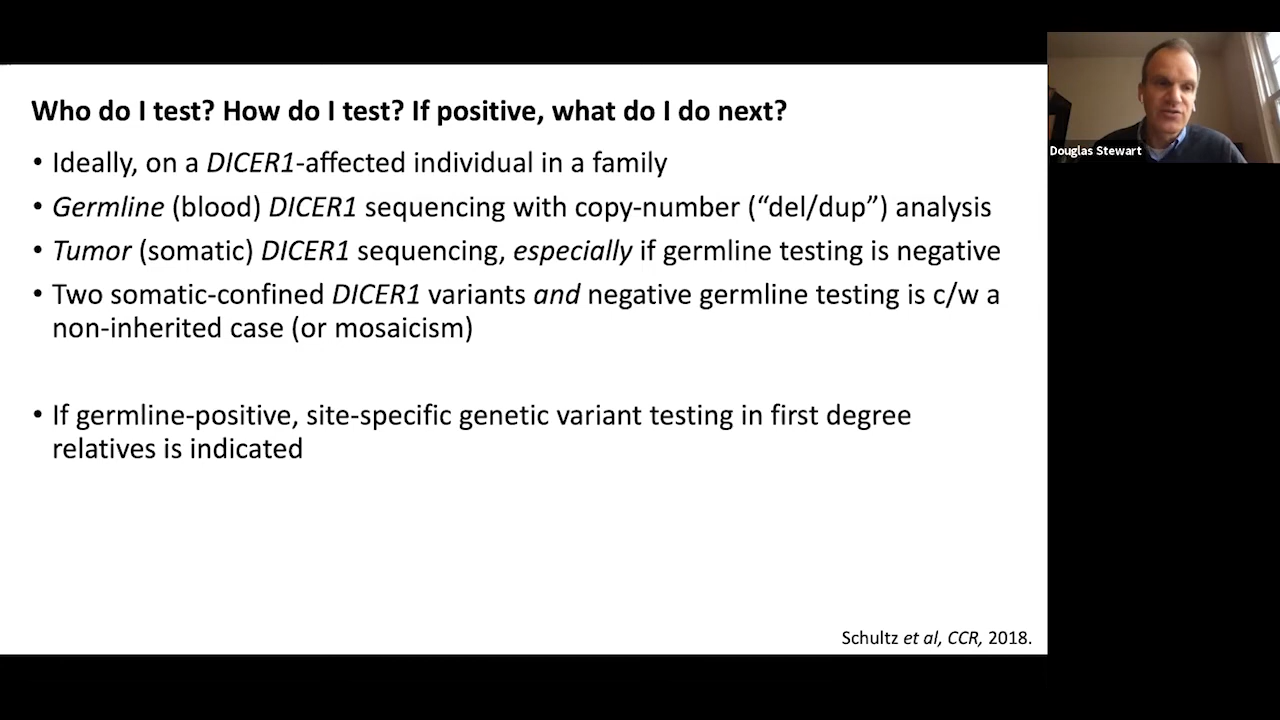 Who do I test? How do I test? If positive, what do I do next?
• Ideally, on a DICER1-affected individual in a family
• Germline (blood) DICER1 sequencing with copy-number (“del/dup”) analysis
• Tumor (somatic) DICER1 sequencing, especially if germline testing is negative
• Two somatic-confined DICER1 variants and negative germline testing is c/w a
non-inherited case (or mosaicism)
• If germline-positive, site-specific genetic variant testing in first degree
relatives is indicated
Schultz et al, CCR, 2018.
Douglas Stewart